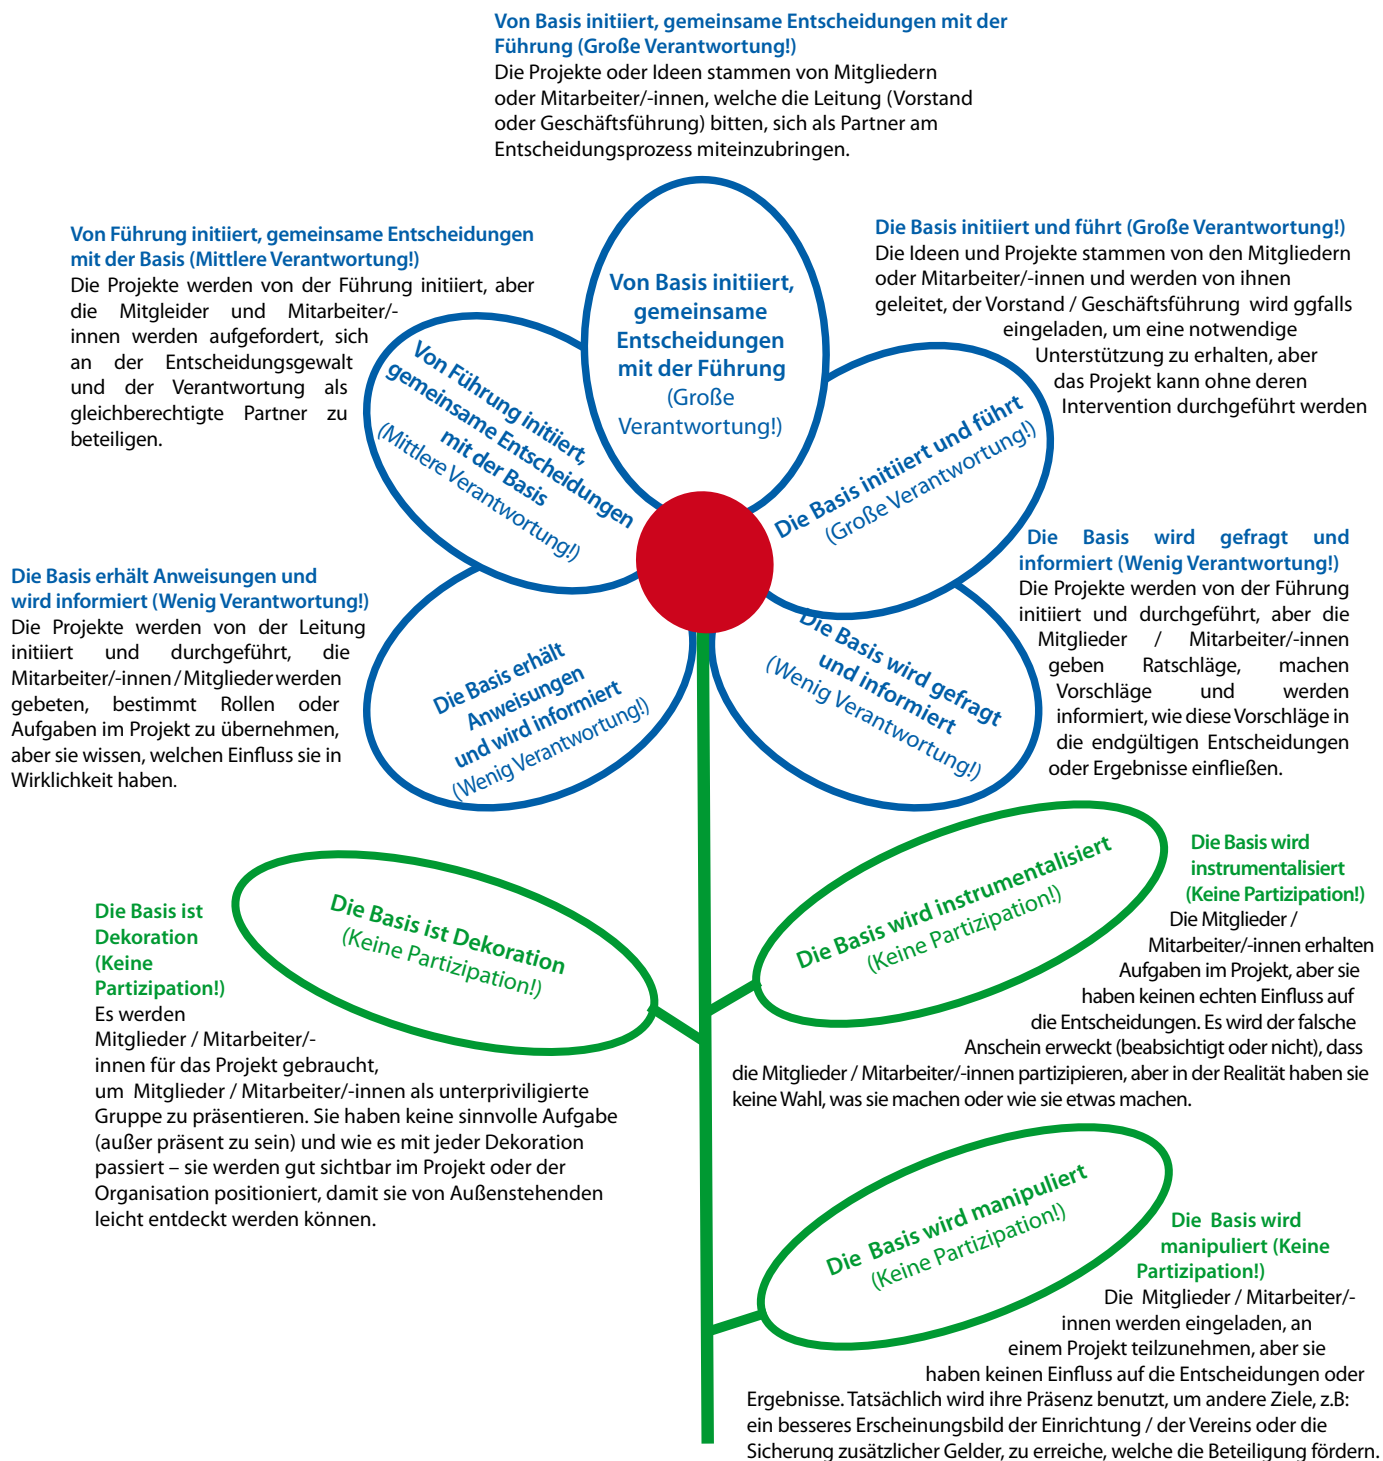 Von Basis initiiert, gemeinsame Entscheidungen mit der
Führung (Große Verantwortung!)
Die Projekte oder Ideen stammen von Mitgliedern
oder Mitarbeiter/-innen, welche die Leitung (Vorstand
oder Geschäftsführung) bitten, sich als Partner am
Entscheidungsprozess miteinzubringen.
Von Führung initiiert, gemeinsame Entscheidungen
mit der Basis (Mittlere Verantwortung!)
Die Projekte werden von der Führung initiiert, aber
die Mitgleider und Mitarbeiter/-
innen werden aufgefordert, sich
an der Entscheidungsgewalt
und der Verantwortung als
gleichberechtigte Partner zu
beteiligen.
Von Basis initiiert,
gemeinsame
Entscheidungen
mit der Führung
(Große
Verantwortung!)
Die Basis initiiert und führt (Große Verantwortung!)
Die Ideen und Projekte stammen von den Mitgliedern
oder Mitarbeiter/-innen und werden von ihnen
geleitet, der Vorstand / Geschäftsführung wird ggfalls
eingeladen, um eine notwendige
Unterstützung zu erhalten, aber
das Projekt kann ohne deren
Intervention durchgeführt werden
Von Führung initiiert,
gemeinsame Entscheidungen
mit der Basis
(Mittlere Verantwortung!)
Die Basis initiiert und führt
(Große Verantwortung!)
Die Basis erhält Anweisungen und
wird informiert (Wenig Verantwortung!)
Die Projekte werden von der Leitung
initiiert und durchgeführt, die
Mitarbeiter/-innen / Mitglieder werden
gebeten, bestimmt Rollen oder
Aufgaben im Projekt zu übernehmen,
aber sie wissen, welchen Einfluss sie in
Wirklichkeit haben.
Die Basis erhält
Anweisungen
und wird informiert
(Wenig Verantwortung!)
Die Basis wird gefragt
und informiert
(Wenig Verantwortung!)
Die Basis wird gefragt und
informiert (Wenig Verantwortung!)
Die Projekte werden von der Führung
initiiert und durchgeführt, aber die
Mitglieder / Mitarbeiter/-innen
geben Ratschläge, machen
Vorschläge und werden
informiert, wie diese Vorschläge in
die endgültigen Entscheidungen
oder Ergebnisse einfließen.
Die Basis ist
Dekoration
(Keine
Partizipation!)
Es werden
Mitglieder / Mitarbeiter/-
innen für das Projekt gebraucht,
um Mitglieder / Mitarbeiter/-innen als unterpriviligierte
Gruppe zu präsentieren. Sie haben keine sinnvolle Aufgabe
(außer präsent zu sein) und wie es mit jeder Dekoration
passiert – sie werden gut sichtbar im Projekt oder der
Organisation positioniert, damit sie von Außenstehenden
leicht entdeckt werden können.
Die Basis ist Dekoration
(Keine Partizipation!)
Die Basis wird instrumentalisiert
(Keine Partizipation!)
Die Basis wird
instrumentalisiert
(Keine Partizipation!)
Die Mitglieder /
Mitarbeiter/-innen erhalten
Aufgaben im Projekt, aber sie
haben keinen echten Einfluss auf
die Entscheidungen. Es wird der falsche
Anschein erweckt (beabsichtigt oder nicht), dass
die Mitglieder / Mitarbeiter/-innen partizipieren, aber in der Realität haben sie
keine Wahl, was sie machen oder wie sie etwas machen.
Die Basis wird manipuliert
(Keine Partizipation!)
Die Basis wird
manipuliert (Keine
Partizipation!)
Die Mitglieder / Mitarbeiter/-
innen werden eingeladen, an
einem Projekt teilzunehmen, aber sie
haben keinen Einfluss auf die Entscheidungen oder
Ergebnisse. Tatsächlich wird ihre Präsenz benutzt, um andere Ziele, z.B:
ein besseres Erscheinungsbild der Einrichtung / der Vereins oder die
Sicherung zusätzlicher Gelder, zu erreiche, welche die Beteiligung fördern.